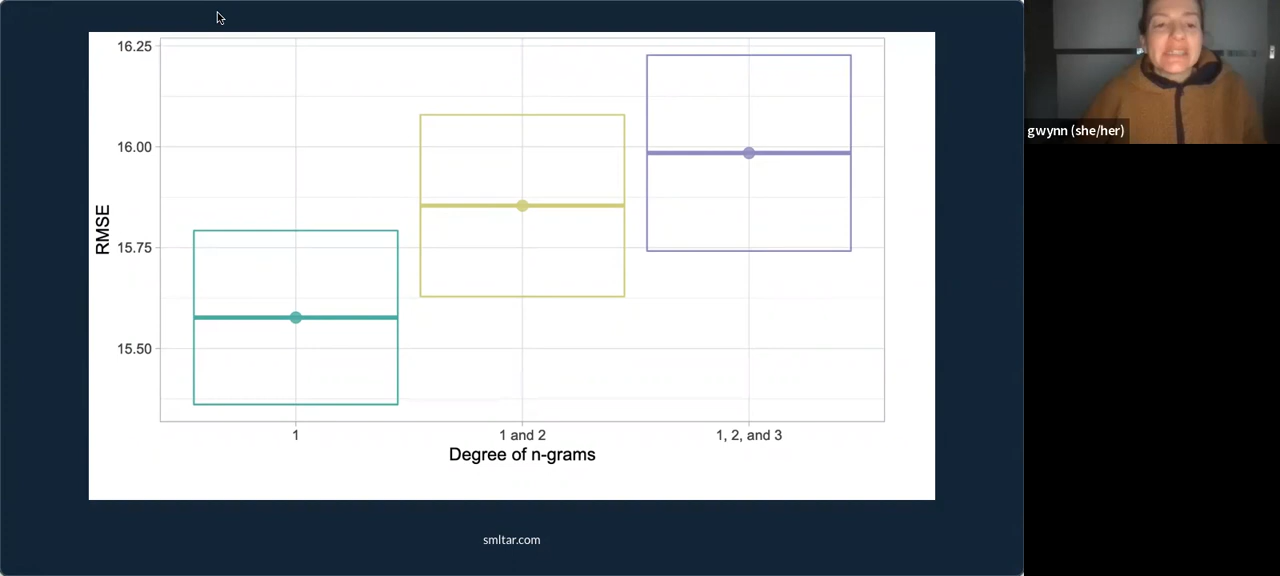 16.25
16.00
15.75
15.50
RMSE
1
1 and 2
1, 2, and 3
Degree of n-grams
smltar.com
gwynn (she/her)